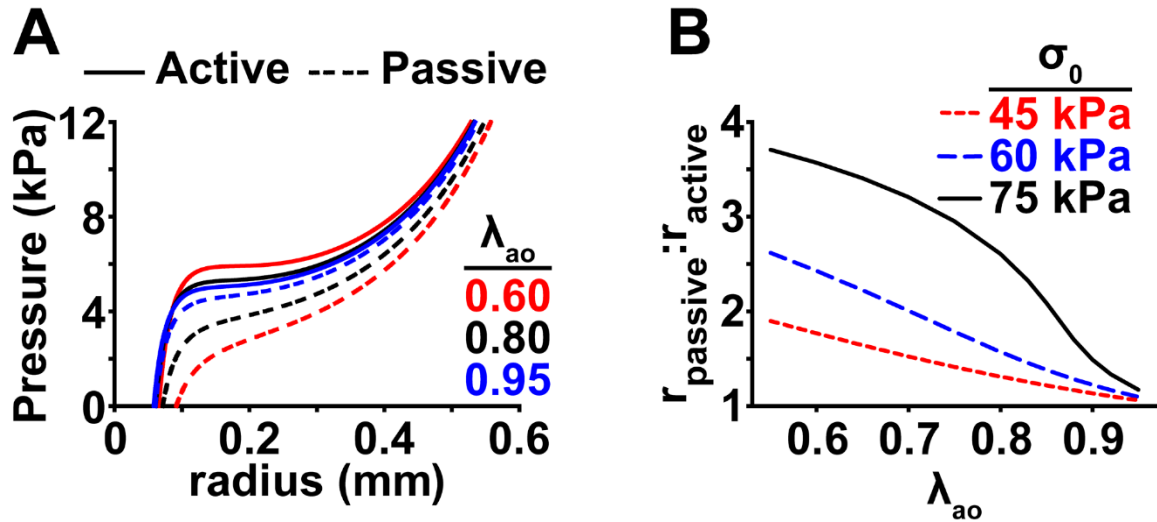 A
Active Passive
Pressure (kPa)
12
8
4
0
0 0.2 0.4 0.6
radius (mm)
λao
0.60
0.80
0.95
B
σ0
45 kPa
60 kPa
75 kPa
rpassive:ractive
4
3
2
1
0.6 0.7 0.8 0.9
λao